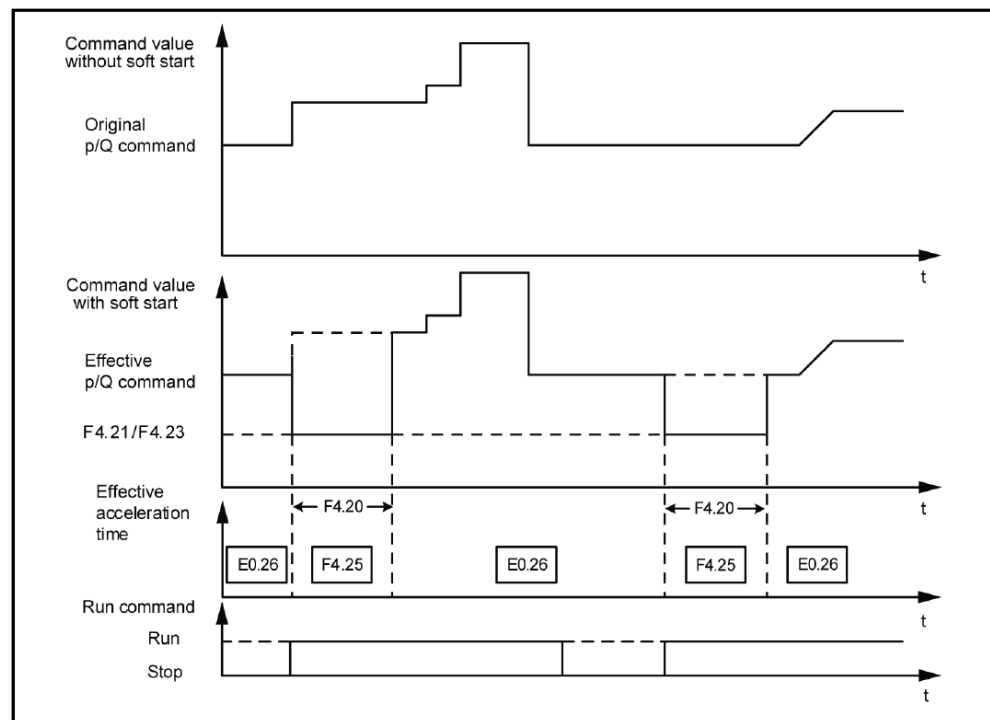 Command value
without soft start
Original
p/Q command
t
Command value
with soft start
Effective
p/Q command
F4.21/F4.23
t
Effective
acceleration
time
F4.20
F4.20
E0.26
F4.25
E0.26
F4.25
E0.26
Run command
t
Run
Stop
t